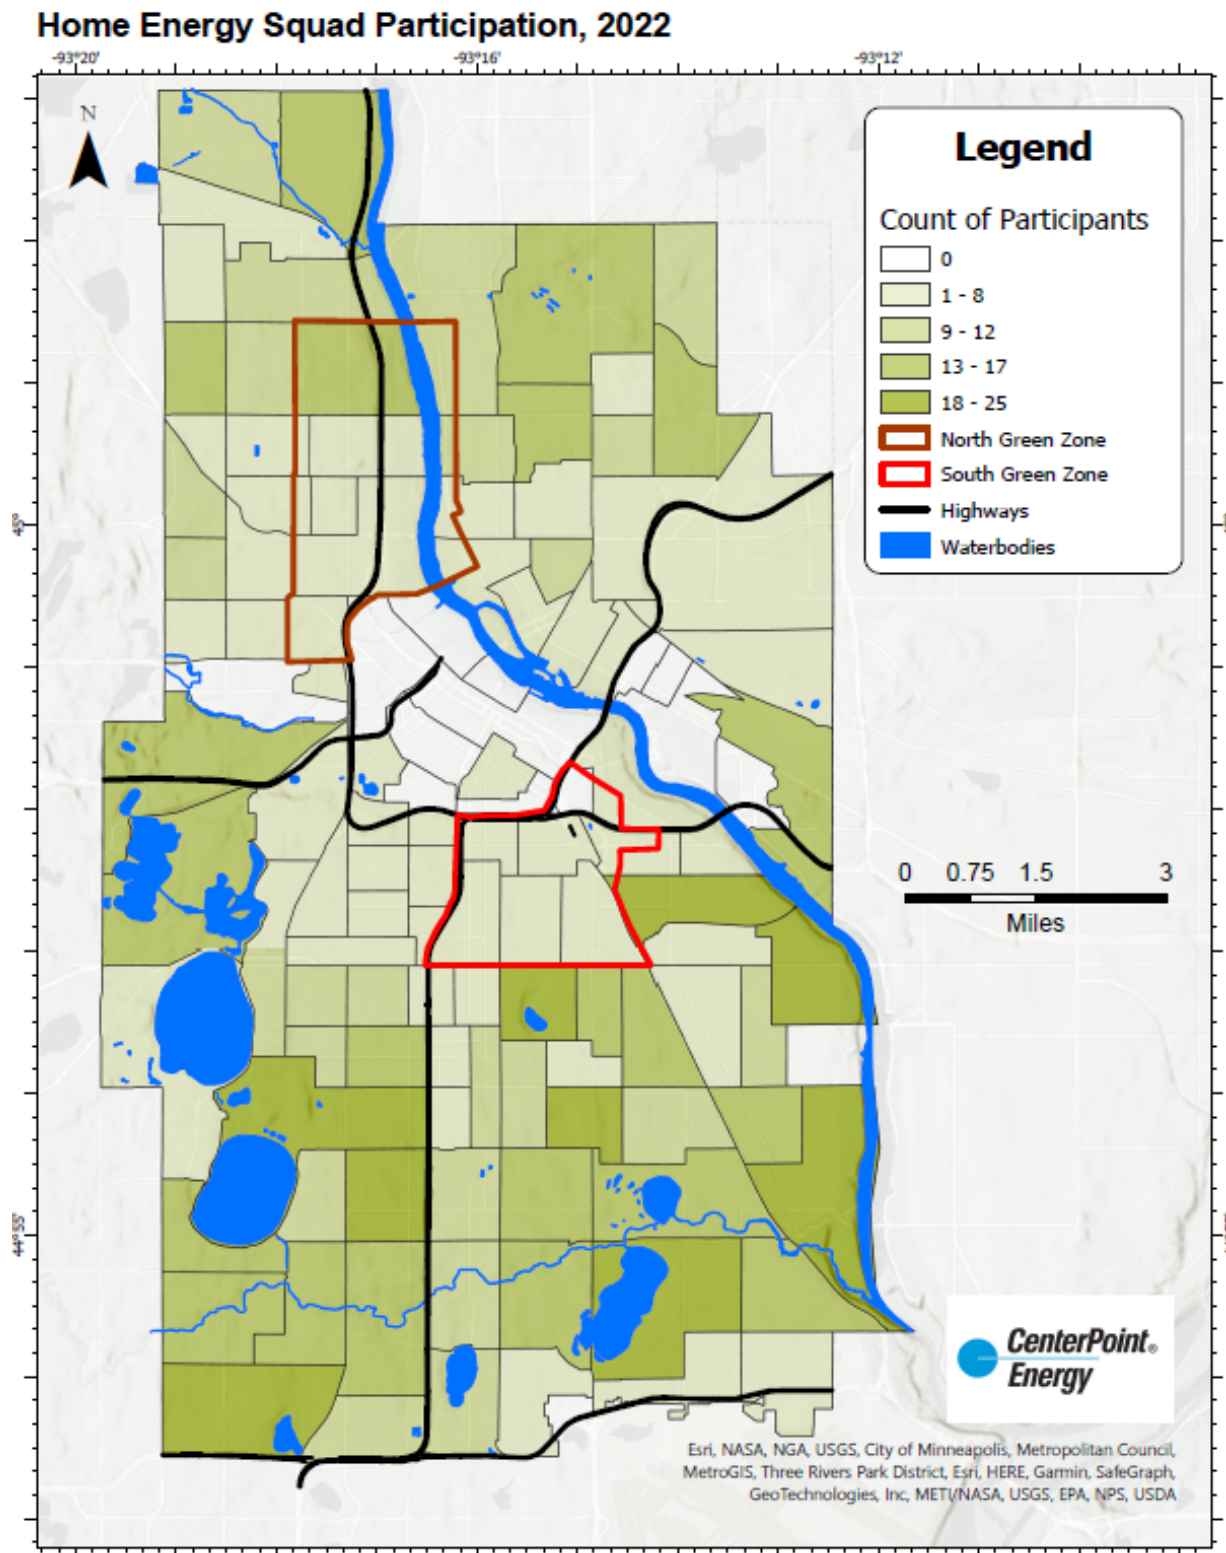 Home Energy Squad Participation, 2022
-93°20'
-93°16'
-93°12'
N
Legend
Count of Participants
0
1 - 8
9 - 12
13 - 17
18 - 25
North Green Zone
South Green Zone
Highways
Waterbodies
45°
0 0.75 1.5 3
Miles
44°55'
CenterPoint®
Energy
Esri, NASA, NGA, USGS, City of Minneapolis, Metropolitan Council,
MetroGIS, Three Rivers Park District, Esri, HERE, Garmin, SafeGraph,
GeoTechnologies, Inc, METI/NASA, USGS, EPA, NPS, USDA